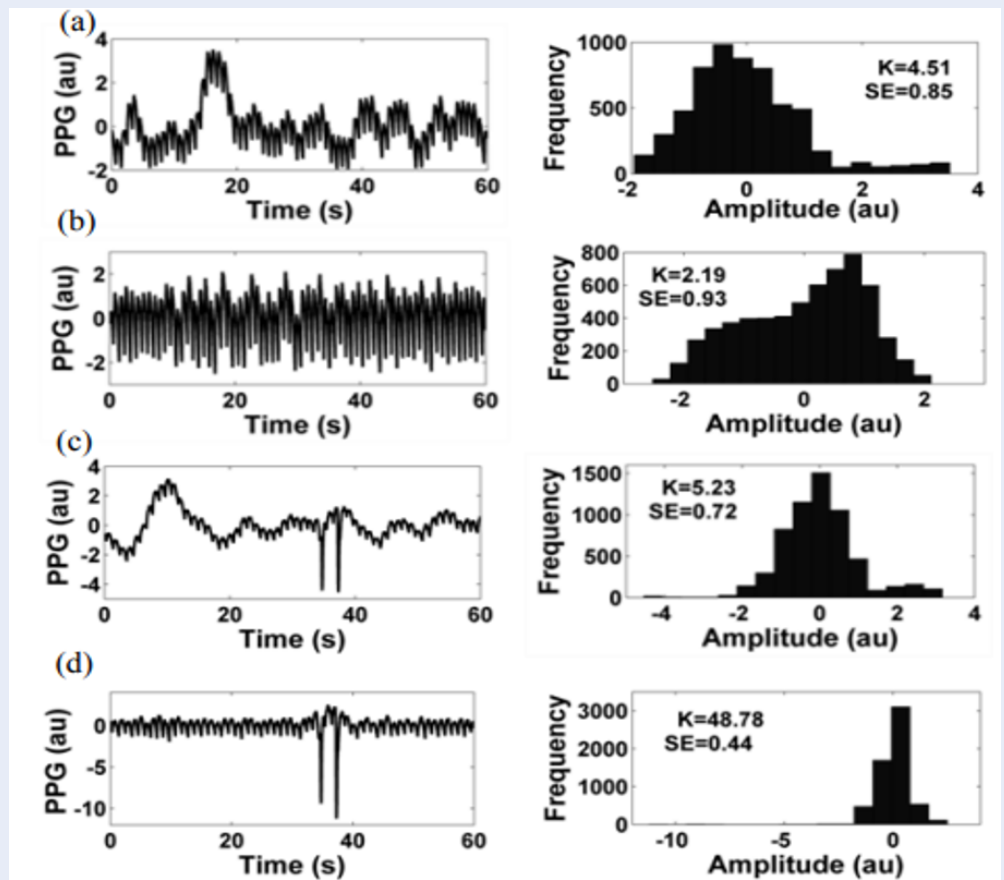 (a)
4
2
0
-2
PPG (au)
0 20 40 60
Time (s)
1000
500
0
Frequency
K=4.51
SE=0.85
-2 0 2 4
Amplitude (au)
(b)
2
0
-2
PPG (au)
0 20 40 60
Time (s)
800
600
400
200
0
Frequency
K=2.19
SE=0.93
-2 0 2
Amplitude (au)
(c)
4
2
0
-2
-4
PPG (au)
0 20 40 60
Time (s)
1500
1000
500
0
Frequency
K=5.23
SE=0.72
-4 -2 0 2 4
Amplitude (au)
(d)
0
-5
-10
PPG (au)
0 20 40 60
Time (s)
3000
2000
1000
0
Frequency
K=48.78
SE=0.44
-10 -5 0
Amplitude (au)